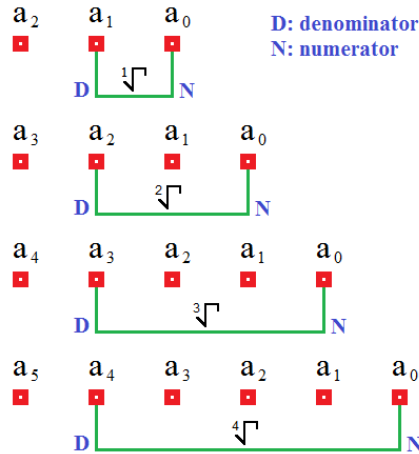 a₂ a₁ a₀ D: denominator
N: numerator
1√
D N
a₃ a₂ a₁ a₀
2√
D N
a₄ a₃ a₂ a₁ a₀
3√
D N
a₅ a₄ a₃ a₂ a₁ a₀
4√
D N